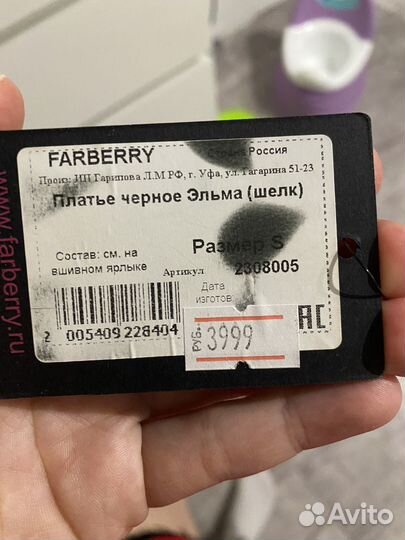 FARBERRY
Страна Россия
Произ: ИП Гарипова Л.М РФ, г. Уфа, ул. Гагарина 51-23
Платье черное Эльма (шелк)
Состав: см. на
вшивном ярлыке
Размер S
Артикул 2308005
Дата
изготов.
2 005409 228404
РУБ. 3999
ЕАС
www.farberry.ru
Avito